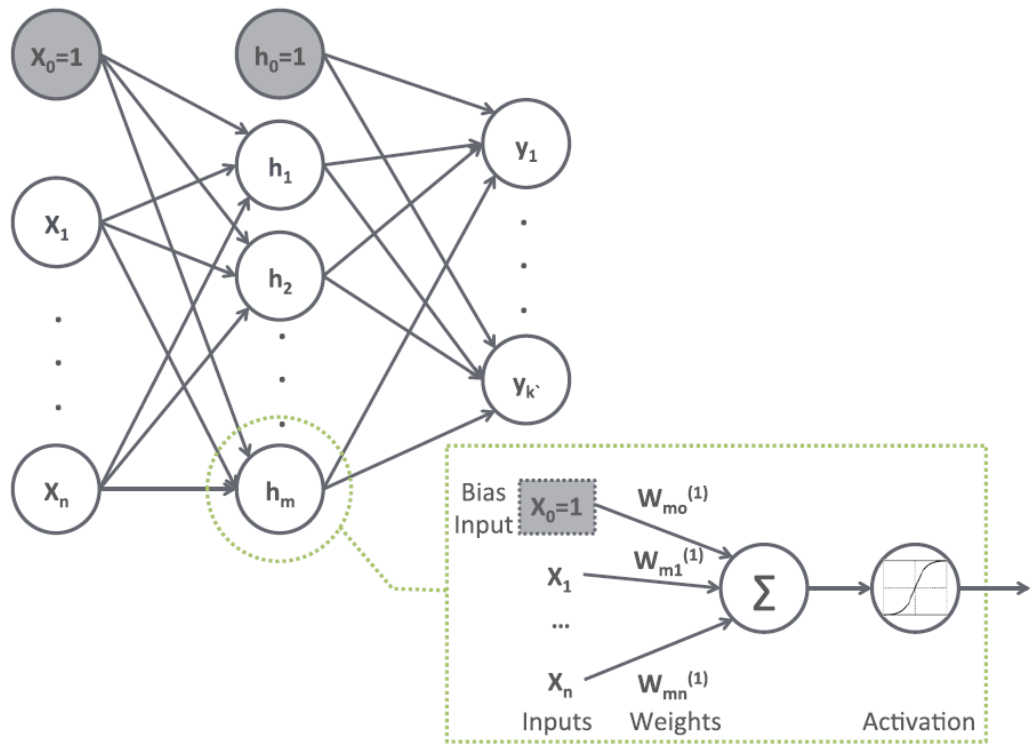 X₀=1
h₀=1
h₁
y₁
X₁
h₂
yₖ`
Xₙ
hₘ
Bias
Input
X₀=1
Wₘₒ⁽¹⁾
X₁
Wₘ₁⁽¹⁾
Σ
...
Xₙ
Wₘₙ⁽¹⁾
Inputs
Weights
Activation